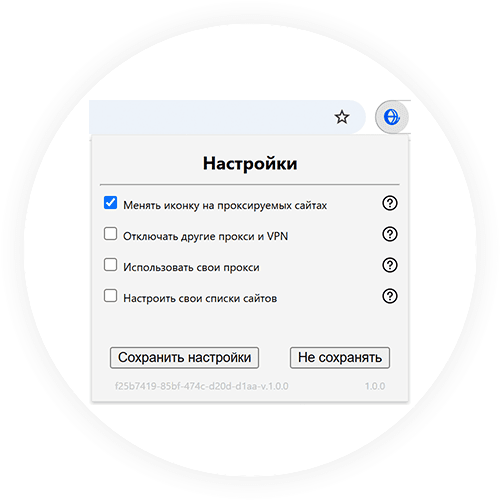 Настройки
Менять иконку на проксируемых сайтах
Отключать другие прокси и VPN
Использовать свои прокси
Настроить свои списки сайтов
Сохранить настройки Не сохранять
f25b7419-85bf-474c-d20d-d1aa-v.1.0.0 1.0.0